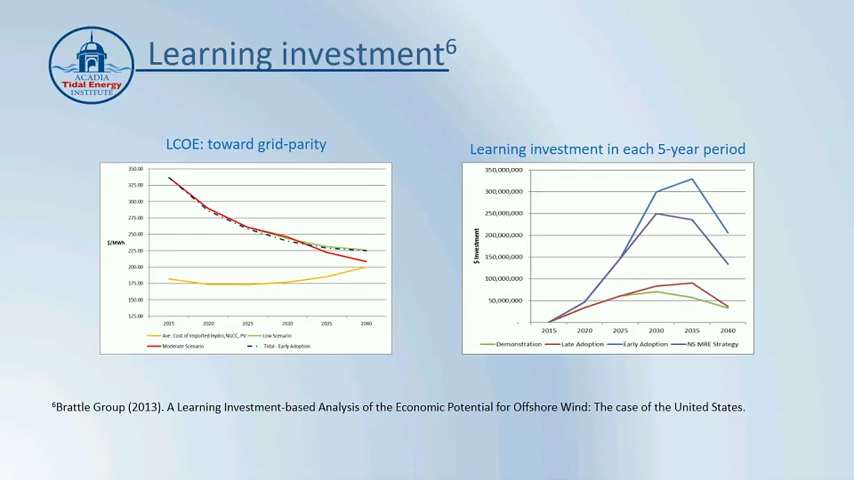 Learning investment6
ACADIA
Tidal Energy
INSTITUTE
LCOE: toward grid-parity
Learning investment in each 5-year period
350.00
325.00
300.00
275.00
250.00
225.00
200.00
175.00
150.00
125.00
$/MWh
2015 2020 2025 2030 2035 2040
Ave. Cost of Imported Hydro,NGCC, PV Low Scenario
Moderate Scenario Tidal - Early Adoption
350,000,000
300,000,000
250,000,000
200,000,000
150,000,000
100,000,000
50,000,000
-
$ Investment
2015 2020 2025 2030 2035 2040
Demonstration Late Adoption Early Adoption NS MRE Strategy
6Brattle Group (2013). A Learning Investment-based Analysis of the Economic Potential for Offshore Wind: The case of the United States.